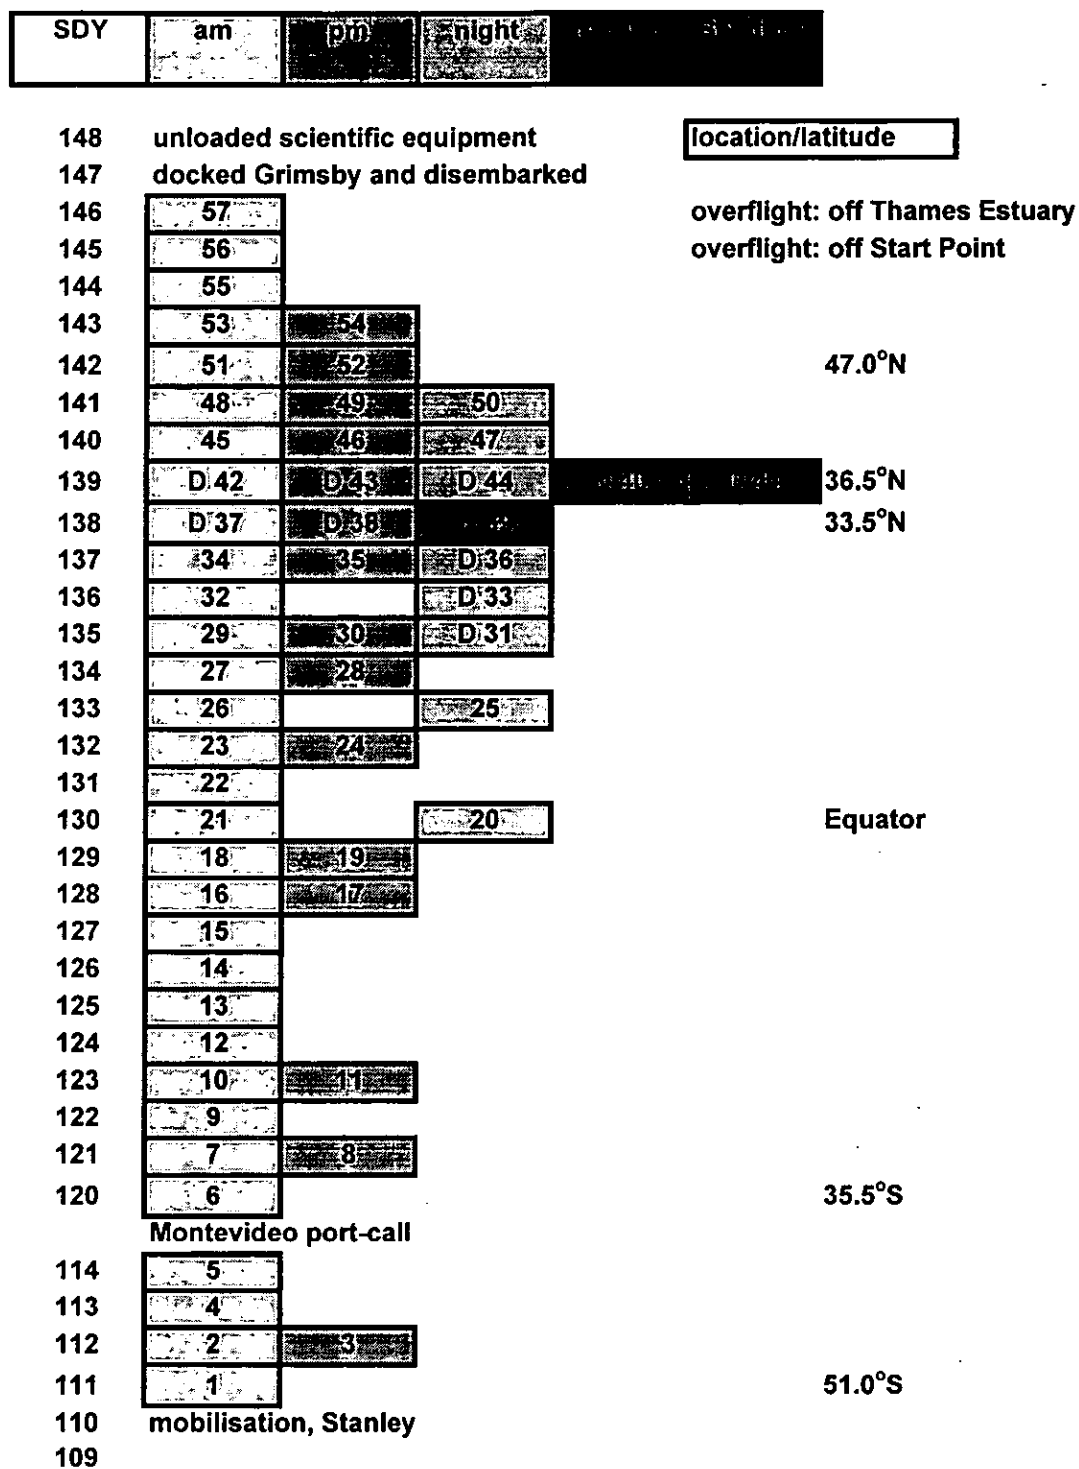 SDY am pm night
148 unloaded scientific equipment location/latitude
147 docked Grimsby and disembarked
146 57 overflight: off Thames Estuary
145 56 overflight: off Start Point
144 55
143 53 54
142 51 52 47.0°N
141 48 49 50
140 45 46 47
139 D 42 D 43 D 44 36.5°N
138 D 37 D 38 33.5°N
137 34 35 D 36
136 32 D 33
135 29 30 D 31
134 27 28
133 26 25
132 23 24
131 22
130 21 20 Equator
129 18 19
128 16 17
127 15
126 14
125 13
124 12
123 10 11
122 9
121 7 8
120 6 35.5°S
Montevideo port-call
114 5
113 4
112 2 3
111 1 51.0°S
110 mobilisation, Stanley
109